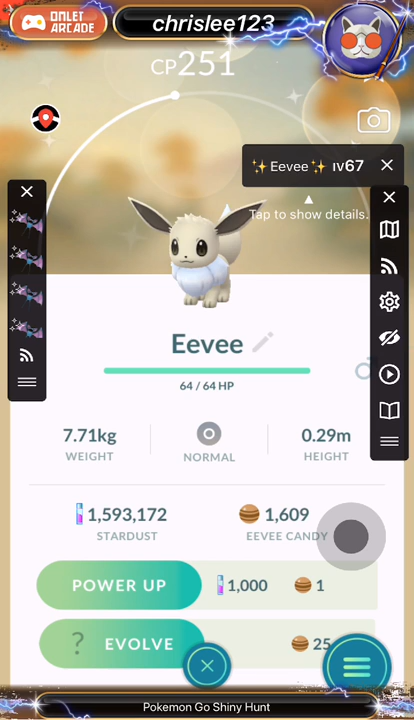 OMLET
ARCADE
chrislee123
CP251
✨Eevee✨ IV67 ✕
Tap to show details.
Eevee
64 / 64 HP
7.71kg
WEIGHT
NORMAL
0.29m
HEIGHT
1,593,172
STARDUST
1,609
EEVEE CANDY
POWER UP 1,000 1
? EVOLVE 25
Pokemon Go Shiny Hunt